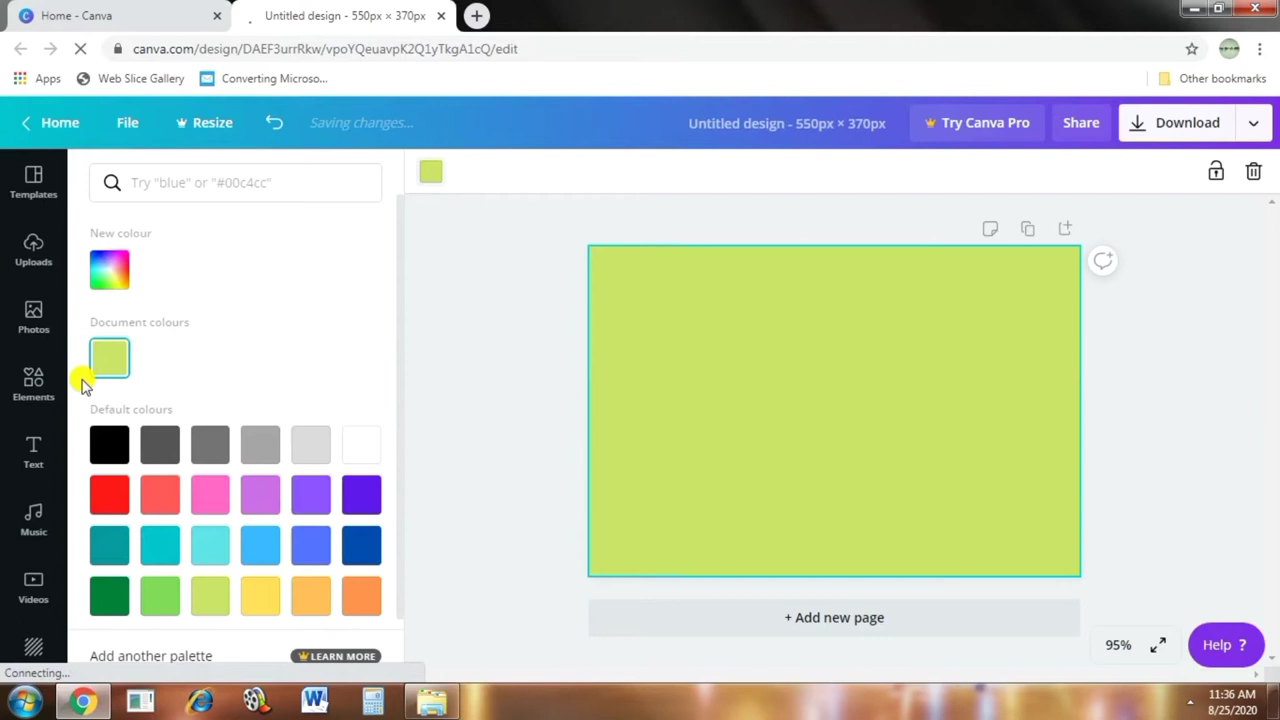 Home - Canva
Untitled design - 550px × 370px
canva.com/design/DAEF3urrRkw/vpoYQeuavpK2Q1yTkgA1cQ/edit
Apps
Web Slice Gallery
Converting Microso...
Other bookmarks
Home
File
Resize
Saving changes...
Untitled design - 550px × 370px
Try Canva Pro
Share
Download
Templates
Uploads
Photos
Elements
Text
Music
Videos
Try "blue" or "#00c4cc"
New colour
Document colours
Default colours
Add another palette
LEARN MORE
+ Add new page
95%
Help ?
Connecting...
11:36 AM
8/25/2020